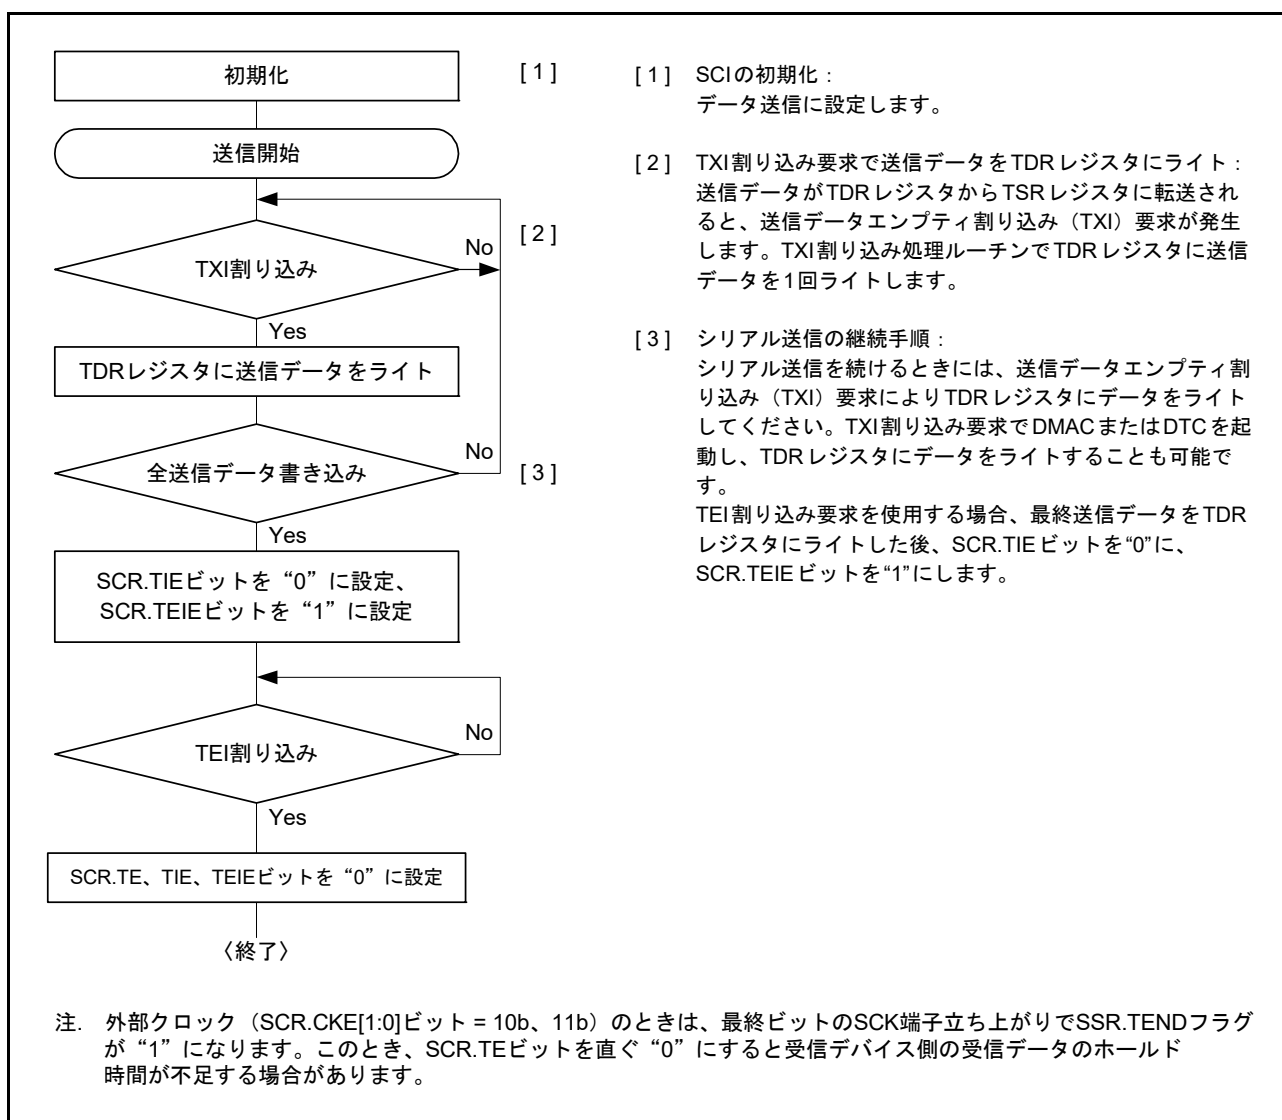 初期化
[ 1 ]
送信開始
TXI割り込み
No
[ 2 ]
Yes
TDRレジスタに送信データをライト
全送信データ書き込み
No
[ 3 ]
Yes
SCR.TIEビットを“0”に設定、
SCR.TEIEビットを“1”に設定
TEI割り込み
No
Yes
SCR.TE、TIE、TEIEビットを“0”に設定
〈終了〉
[ 1 ] SCIの初期化：
データ送信に設定します。
[ 2 ] TXI割り込み要求で送信データをTDRレジスタにライト：
送信データがTDRレジスタからTSRレジスタに転送され
ると、送信データエンプティ割り込み（TXI）要求が発生
します。TXI割り込み処理ルーチンでTDRレジスタに送信
データを1回ライトします。
[ 3 ] シリアル送信の継続手順：
シリアル送信を続けるときには、送信データエンプティ割
り込み（TXI）要求によりTDRレジスタにデータをライト
してください。TXI割り込み要求でDMACまたはDTCを起
動し、TDRレジスタにデータをライトすることも可能で
す。
TEI割り込み要求を使用する場合、最終送信データをTDR
レジスタにライトした後、SCR.TIEビットを“0”に、
SCR.TEIEビットを“1”にします。
注. 外部クロック（SCR.CKE[1:0]ビット = 10b、11b）のときは、最終ビットのSCK端子立ち上がりでSSR.TENDフラグ
が“1”になります。このとき、SCR.TEビットを直ぐ“0”にすると受信デバイス側の受信データのホールド
時間が不足する場合があります。